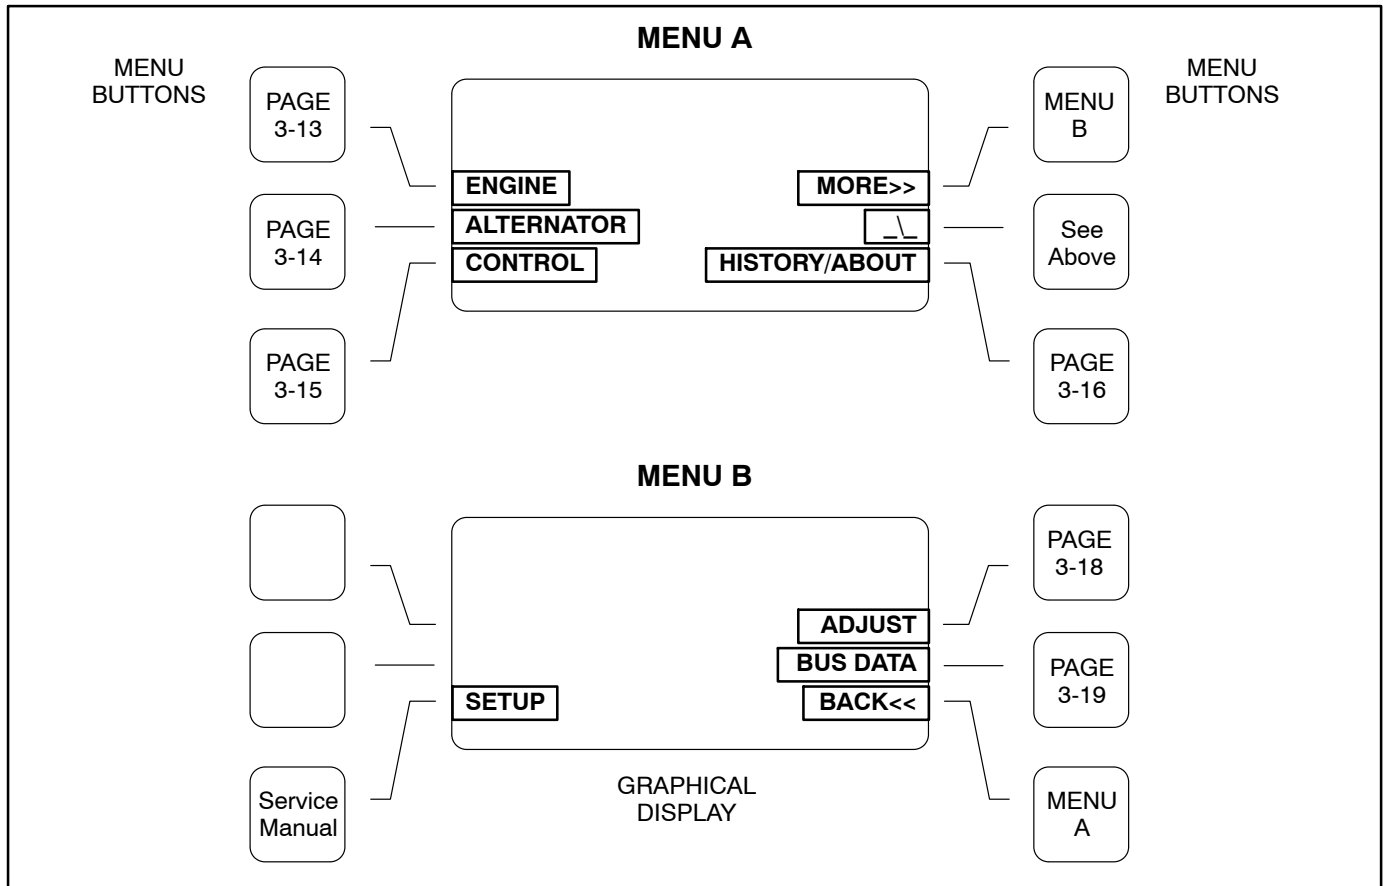 MENU A
MENU
BUTTONS
PAGE
3-13
PAGE
3-14
PAGE
3-15
ENGINE
ALTERNATOR
CONTROL
MORE>>
_\_
HISTORY/ABOUT
MENU
B
See
Above
PAGE
3-16
MENU
BUTTONS
MENU B
Service
Manual
SETUP
ADJUST
BUS DATA
BACK<<
PAGE
3-18
PAGE
3-19
MENU
A
GRAPHICAL
DISPLAY